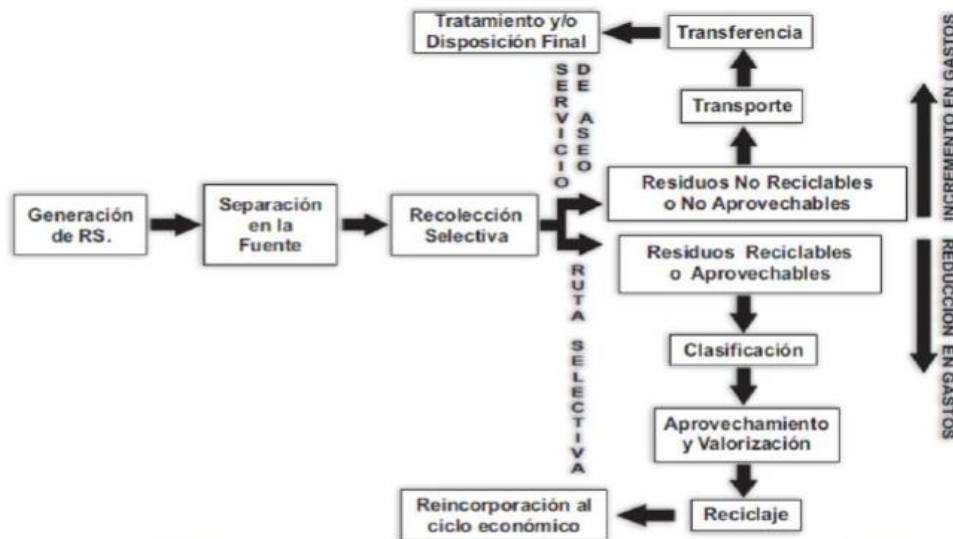 Tratamiento y/o
Disposición Final
Transferencia
Transporte
SERVICIO
DE ASEO
Residuos No Reciclables
o No Aprovechables
Generación
de RS.
Separación
en la
Fuente
Recolección
Selectiva
Residuos Reciclables
o Aprovechables
RUTA SELECTIVA
Clasificación
Aprovechamiento
y Valorización
Reciclaje
Reincorporación al
ciclo económico
INCREMENTO EN GASTOS
REDUCCION EN GASTOS